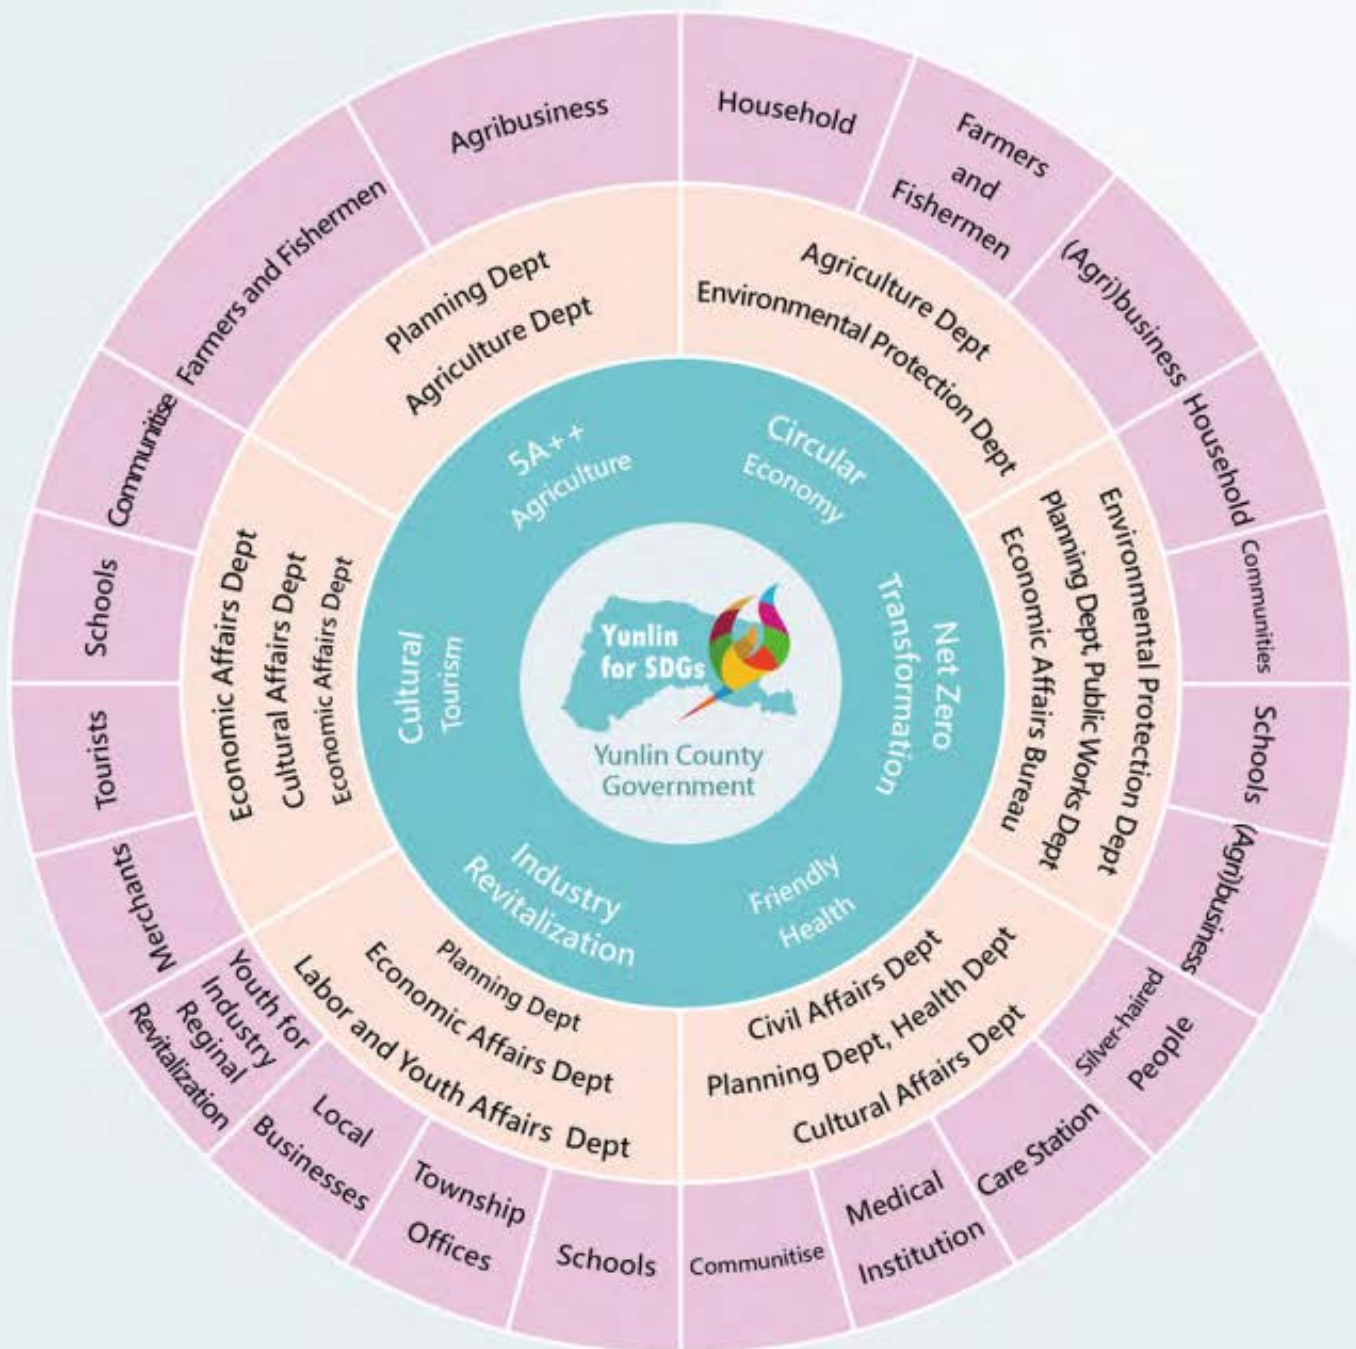 Yunlin
for SDGs
Yunlin County
Government
Circular
Economy
Net Zero
Transformation
Friendly
Health
Industry
Revitalization
Cultural
Tourism
5A++
Agriculture
Agriculture Dept
Environmental Protection Dept
Environmental Protection Dept
Planning Dept, Public Works Dept
Economic Affairs Bureau
Civil Affairs Dept
Planning Dept, Health Dept
Cultural Affairs Dept
Planning Dept
Economic Affairs Dept
Labor and Youth Affairs Dept
Economic Affairs Dept
Cultural Affairs Dept
Economic Affairs Dept
Planning Dept
Agriculture Dept
Household
Farmers
and
Fishermen
(Agri))business
Household
Communities
Schools
(Agri)business
Silver-haired
People
Care Station
Medical
Institution
Communitise
Schools
Township
Offices
Local
Businesses
Youth for
Industry
Reginal
Revitalization
Merchants
Tourists
Schools
Communitise
Farmers and Fishermen
Agribusiness